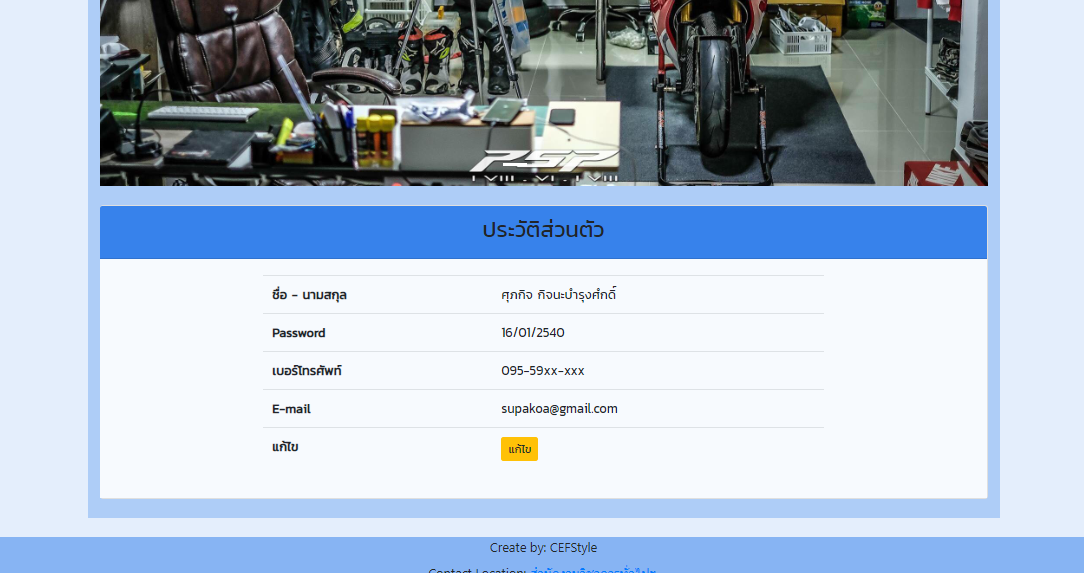 PSP
ประวัติส่วนตัว
ชื่อ - นามสกุล ศุภกิจ กิจนะบำรุงศํกดิ์
Password 16/01/2540
เบอร์โทรศัพท์ 095-59xx-xxx
E-mail supakoa@gmail.com
แก้ไข แก้ไข
Create by: CEFStyle
Contact Location: